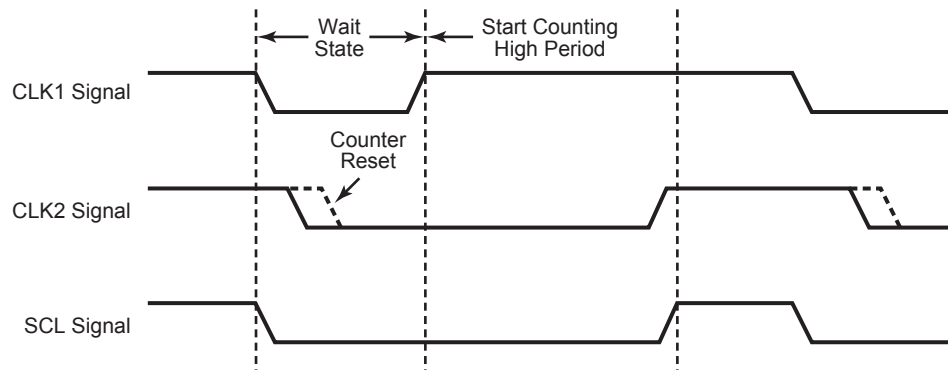 Wait
State
Start Counting
High Period
CLK1 Signal
Counter
Reset
CLK2 Signal
SCL Signal